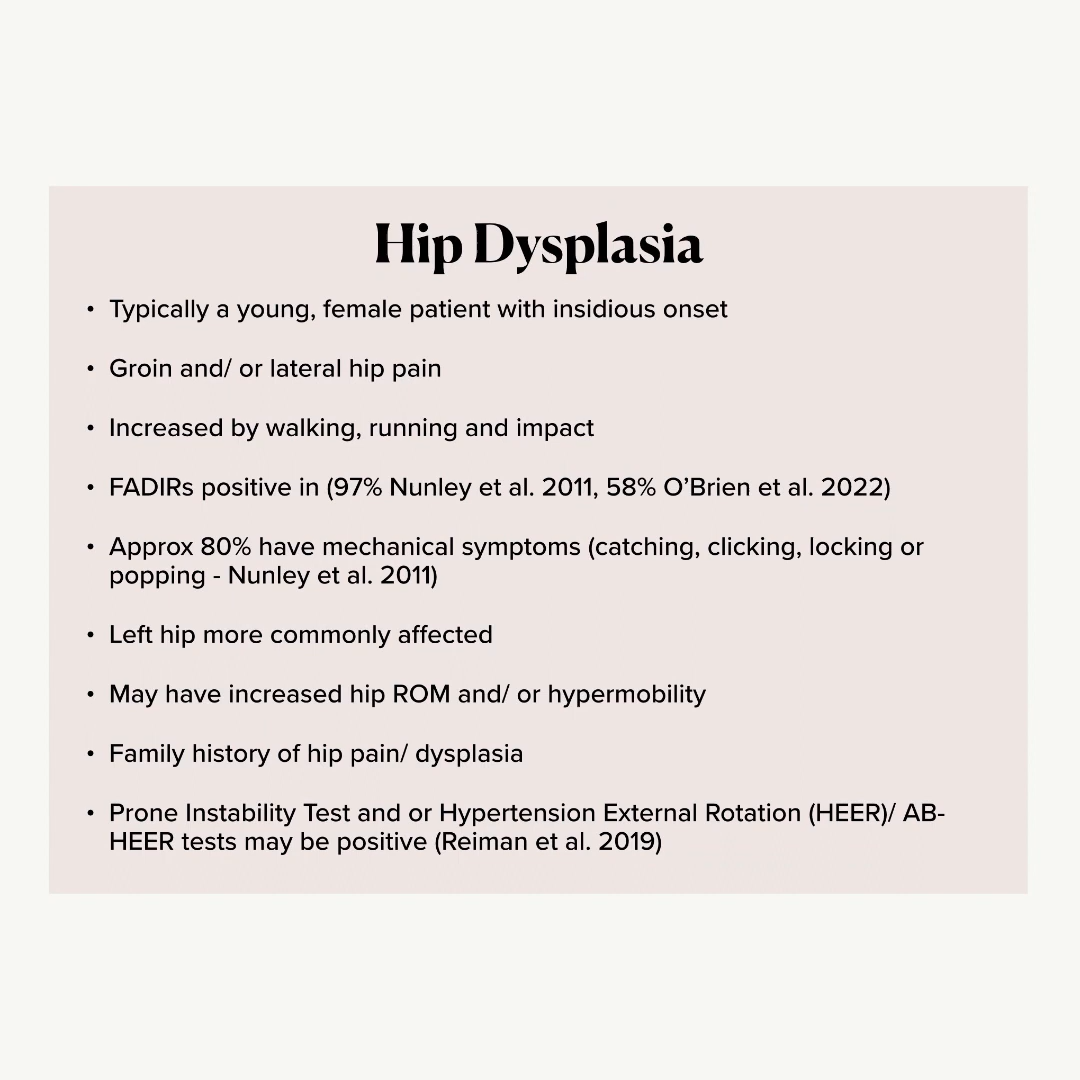 Hip Dysplasia
• Typically a young, female patient with insidious onset
• Groin and/ or lateral hip pain
• Increased by walking, running and impact
• FADIRs positive in (97% Nunley et al. 2011, 58% O’Brien et al. 2022)
• Approx 80% have mechanical symptoms (catching, clicking, locking or
popping - Nunley et al. 2011)
• Left hip more commonly affected
• May have increased hip ROM and/ or hypermobility
• Family history of hip pain/ dysplasia
• Prone Instability Test and or Hypertension External Rotation (HEER)/ AB-
HEER tests may be positive (Reiman et al. 2019)